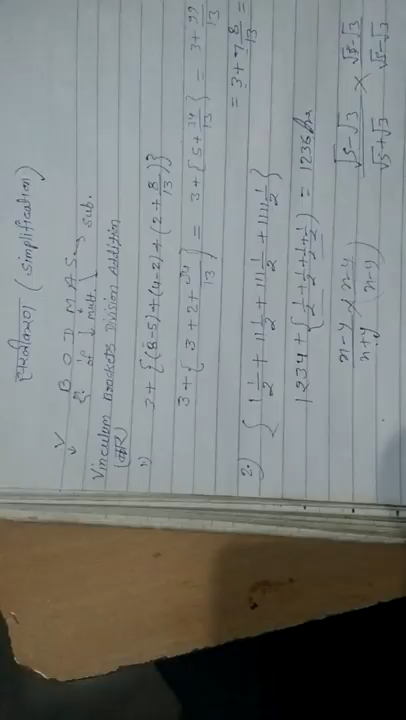 सरलीकरण (Simplification)
V B O D M A S → sub.
of mult.
Vinculum Brackets Division Addition
(बार)
1) 3 + {(8-5) + (4-2) + (2 + 8/13)}
3 + {3 + 2 + 34/13} = 3 + {5 + 34/13} = 3 + 99/13
= 3 + 7 8/13 =
2.) {1 1/2 + 11 1/2 + 111 1/2 + 1111 1/2}
1234 + {1/2 + 1/2 + 1/2 + 1/2} = 1236
x-y/x+y × (x-y/x-y) √5-√3/√5+√3 × √5-√3/√5-√3